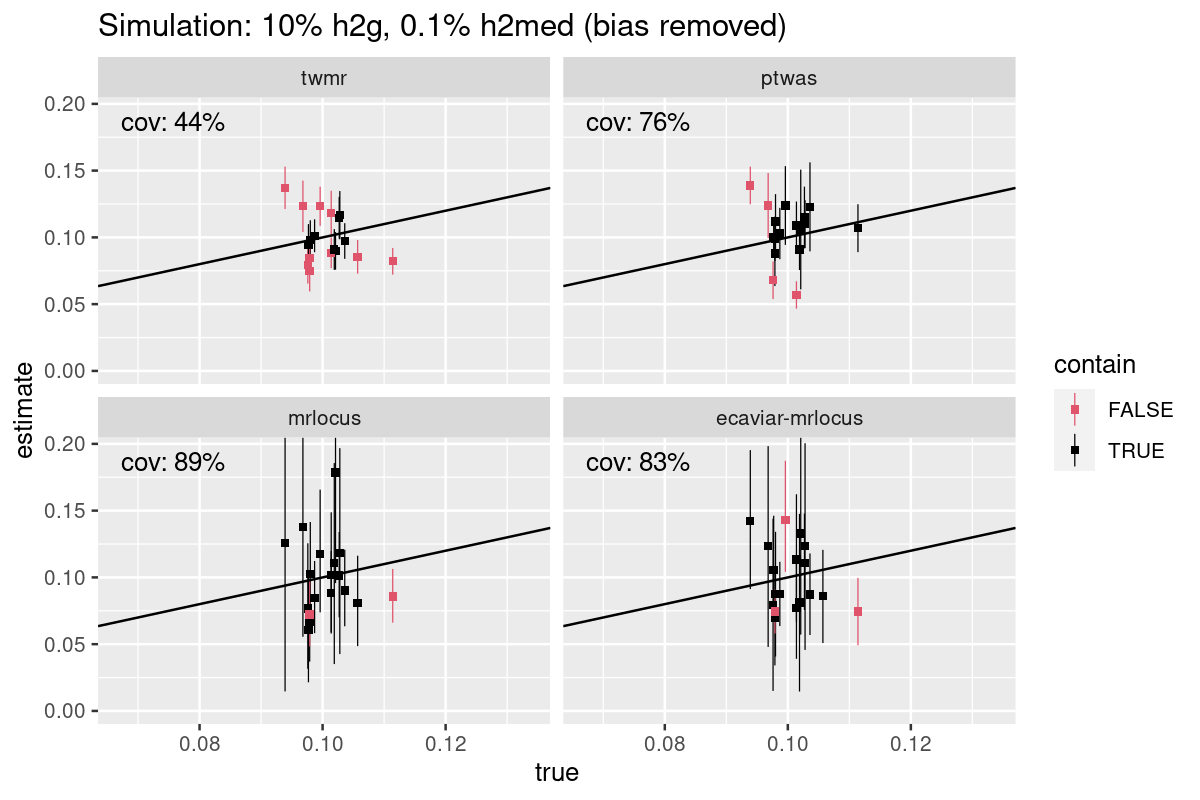 Simulation: 10% h2g, 0.1% h2med (bias removed)
twmr
ptwas
cov: 44%
cov: 76%
0.20
0.15
0.10
0.05
0.00
mrlocus
ecaviar-mrlocus
cov: 89%
cov: 83%
0.20
0.15
0.10
0.05
0.00
estimate
0.08 0.10 0.12
0.08 0.10 0.12
true
contain
FALSE
TRUE